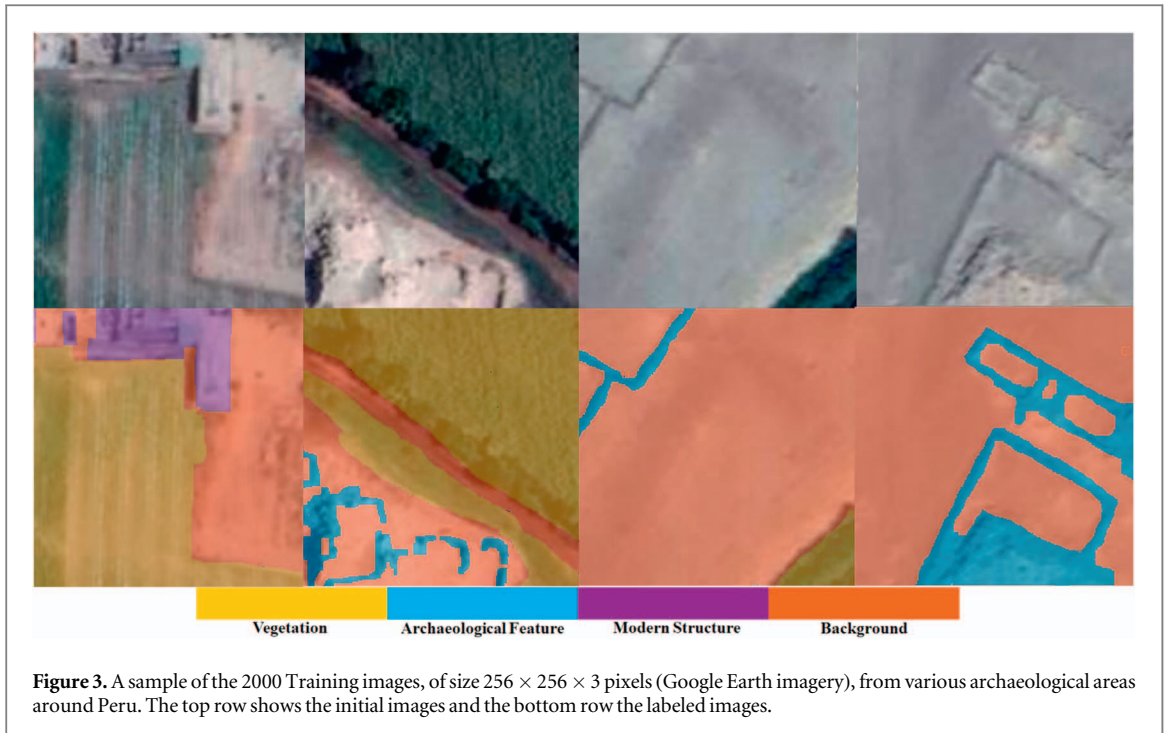 Vegetation
Archaeological Feature
Modern Structure
Background
Figure 3. A sample of the 2000 Training images, of size 256 × 256 × 3 pixels (Google Earth imagery), from various archaeological areas
around Peru. The top row shows the initial images and the bottom row the labeled images.